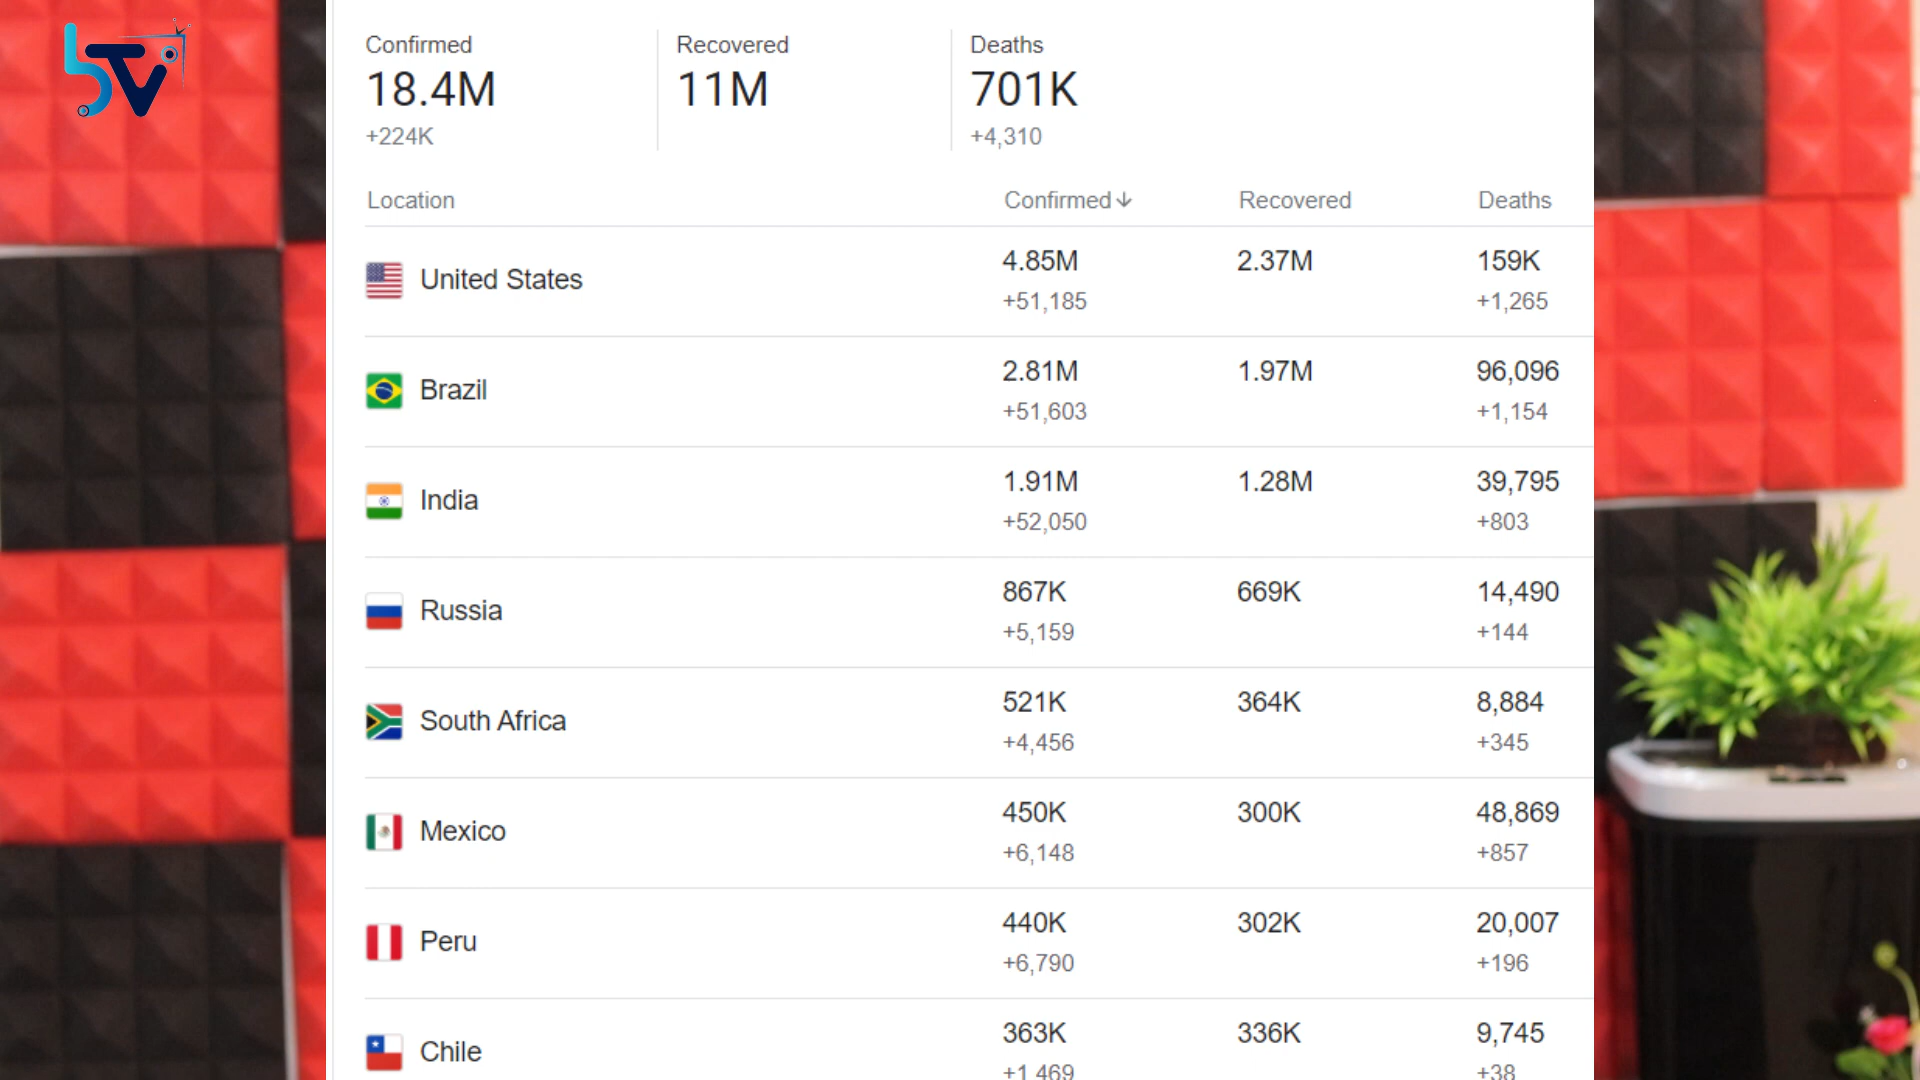 bTV
Confirmed Recovered Deaths
18.4M 11M 701K
+224K +4,310
Location Confirmed↓ Recovered Deaths
United States 4.85M 2.37M 159K
+51,185 +1,265
Brazil 2.81M 1.97M 96,096
+51,603 +1,154
India 1.91M 1.28M 39,795
+52,050 +803
Russia 867K 669K 14,490
+5,159 +144
South Africa 521K 364K 8,884
+4,456 +345
Mexico 450K 300K 48,869
+6,148 +857
Peru 440K 302K 20,007
+6,790 +196
Chile 363K 336K 9,745
+1,469 +38